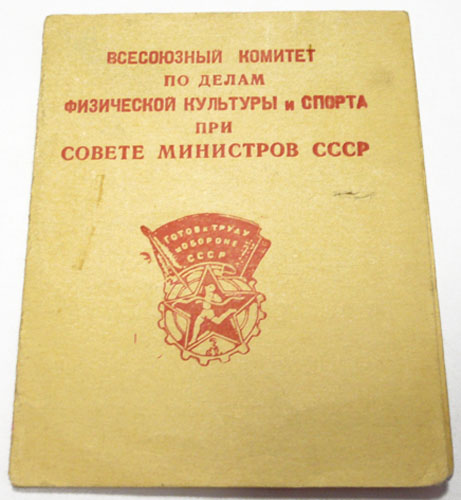 ВСЕСОЮЗНЫЙ КОМИТЕТ
ПО ДЕЛАМ
ФИЗИЧЕСКОЙ КУЛЬТУРЫ и СПОРТА
ПРИ
СОВЕТЕ МИНИСТРОВ СССР
ГОТОВ к ТРУДУ
и ОБОРОНЕ
СССР